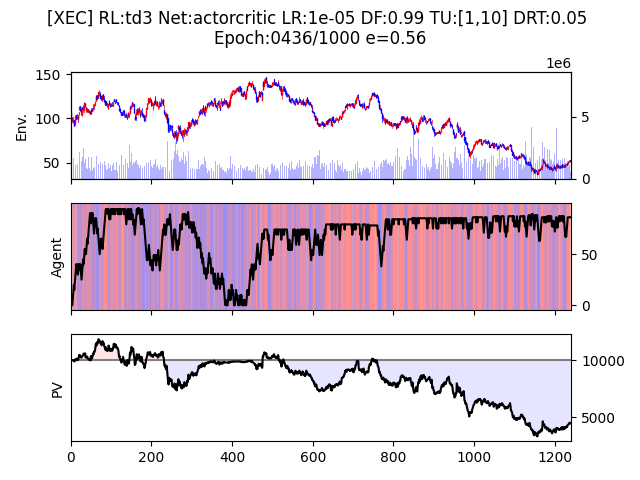 [XEC] RL:td3 Net:actorcritic LR:1e-05 DF:0.99 TU:[1,10] DRT:0.05
Epoch:0436/1000 e=0.56
1e6
150
100
50
Env.
5
0
Agent
50
0
PV
10000
5000
0
200
400
600
800
1000
1200